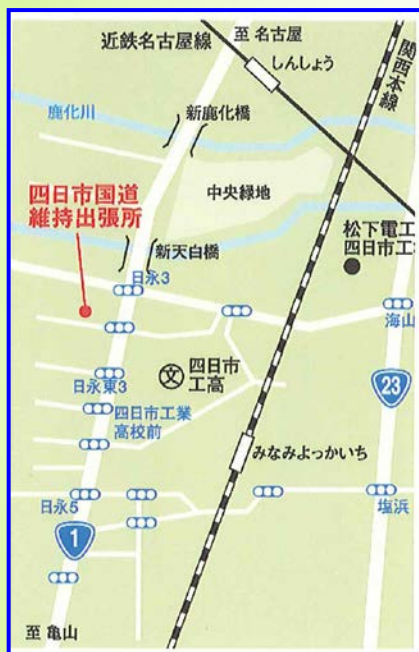 至 名古屋
近鉄名古屋線
しんしょう
関西本線
鹿化川
新鹿化橋
中央緑地
四日市国道
維持出張所
松下電工
四日市工
新天白橋
日永3
海山
四日市
工高
文
日永東3
23
四日市工業
高校前
みなみよっかいち
日永5
塩浜
1
至 亀山